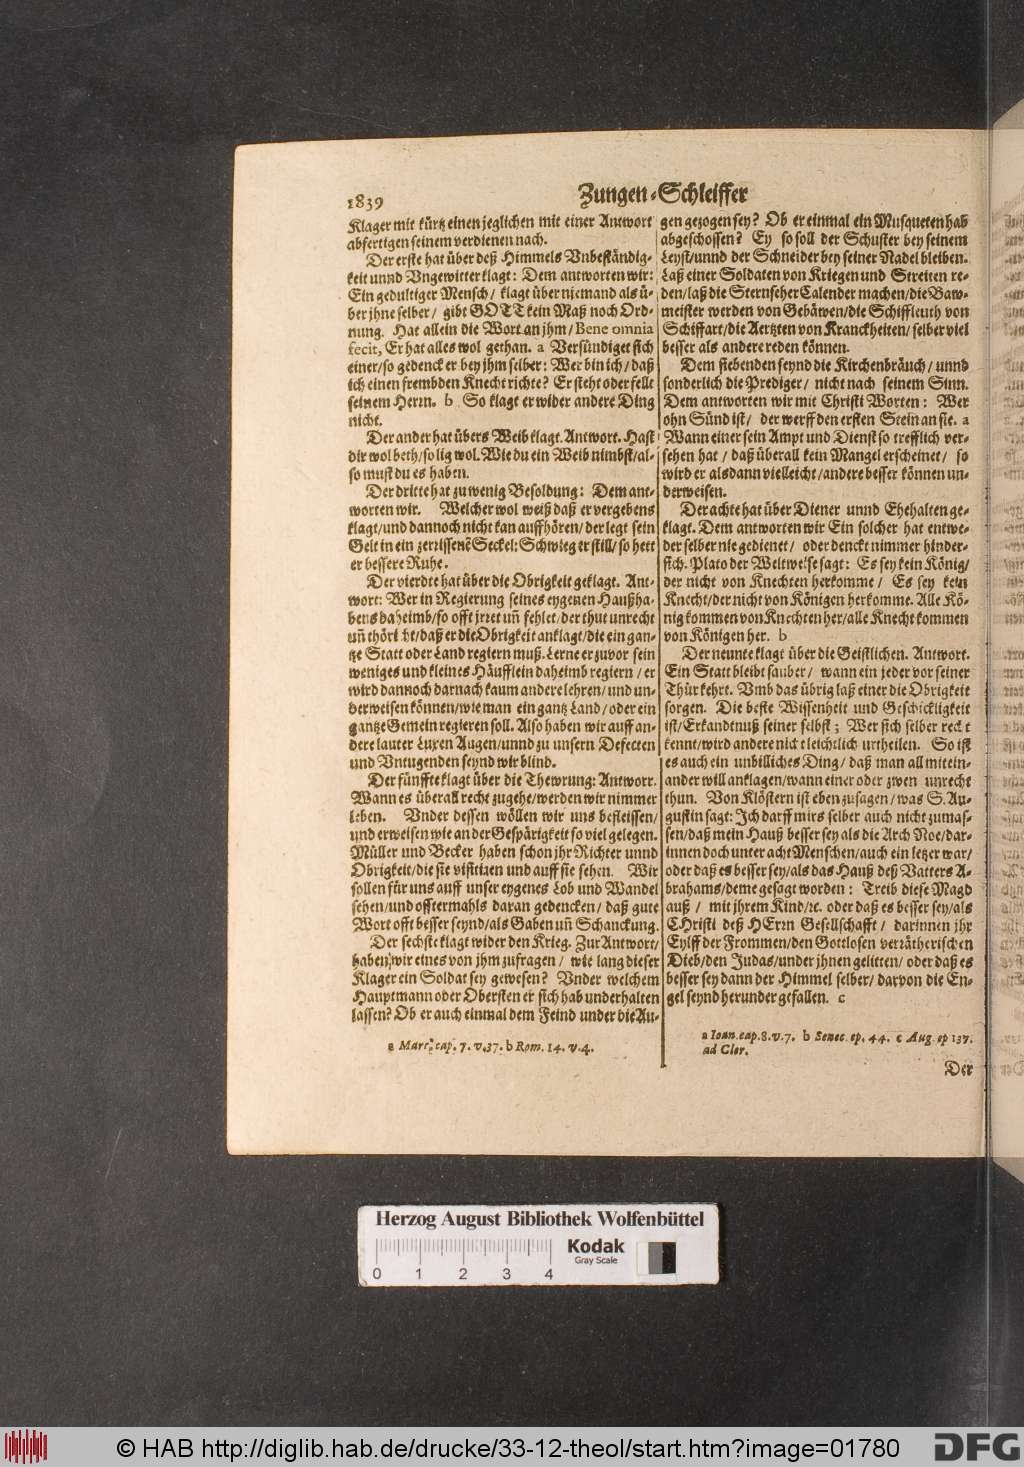 1839
Zungen-Schleiffer
Klager mit kürtz einen jeglichen mit einer Antwort
abfertigen seinem verdienen nach.
Der erste hat über deß Himmels Vnbeständig-
keit unnd Vngewitter klagt: Dem antworten wir:
Ein gedultiger Mensch/ klagt über niemand als ü-
ber jhne selber/ gibt GOTT kein Maß noch Ord-
nung. Hat allein die Wort an jhm/ Bene omnia
fecit, Er hat alles wol gethan. a Versündiget sich
einer/so gedenck er bey jhm selber: Wer bin ich/ daß
ich einen frembden Knecht richte? Er steht oder fellt
seinem Herrn. b So klagt er wider andere Ding
nicht.
Der ander hat übers Weib klagt. Antwort. Hast
dir wol beth/so lig wol. Wie du ein Weib nimbst/al-
so must du es haben.
Der dritte hat zu wenig Besoldung: Dem ant-
worten wir. Welcher wol weiß daß er vergebens
klagt/und dannoch nicht kan auffhören/der legt sein
Gelt in ein zerrissenē Seckel: Schwieg er still/ so hett
er bessere Ruhe.
Der vierdte hat über die Obrigkeit geklagt. Ant-
wort: Wer in Regierung seines eygenen Haußha-
bens daheimb/so offt jrret uñ fehlet/der thut unrecht
uñ thöricht/daß er die Obrigkeit anklagt/die ein gan-
tze Statt oder Land regiern muß. Lerne er zuvor sein
weniges und kleines Häufflein daheimb regiern/ er
wird dannoch darnach kaum andere lehren/ und un-
derweisen können/wie man ein gantz Land/ oder ein
gantze Gemein regieren soll. Also haben wir auff an-
dere lauter Luxen Augen/unnd zu unsern Defecten
und Untugenden seynd wir blind.
Der fünffte klagt über die Thewrung: Antwort.
Wann es überall recht zugehe/werden wir nimmer
leben. Vnder dessen wöllen wir uns befleissen/
und erweisen wie an der Gespärigkeit so viel gelegen.
Müller und Becker haben schon jhr Richter unnd
Obrigkeit/die sie visitiren und auff sie sehen. Wir
sollen für uns auff unser eygenes Lob und Wandel
sehen/und offtermahls daran gedencken/ daß gute
Wort offt besser seynd/als Gaben uñ Schanckung.
Der sechste klagt wider den Krieg. Zur Antwort/
haben wir eines von jhm zufragen/ wie lang dieser
Klager ein Soldat sey gewesen? Vnder welchem
Hauptmann oder Obersten er sich hab underhalten
lassen? Ob er auch einmal dem Feind under die Au-
a Marc. cap. 7. v. 37. b Rom. 14. v. 4.
gen gezogen sey? Ob er einmal ein Musqueten hab
abgeschossen? Ey so soll der Schuster bey seinem
Leyst/unnd der Schneider bey seiner Nadel bleiben.
Laß einer Soldaten von Kriegen und Streiten re-
den/laß die Sternseher Calender machen/die Baw-
meister werden von Gebäwen/die Schiffleuth von
Schiffart/die Aertzten von Kranckheiten/selber viel
besser als andere reden können.
Dem siebenden seynd die Kirchenbräuch/ unnd
sonderlich die Prediger/ nicht nach seinem Sinn.
Dem antworten wir mit Christi Worten: Wer
ohn Sünd ist/ der werff den ersten Stein an sie. a
Wann einer sein Ampt und Dienst so trefflich ver-
sehen hat/ daß überall kein Mangel erscheinet/ so
wird er alsdann vielleicht/andere besser können un-
derweisen.
Der achte hat über Diener unnd Ehehalten ge-
klagt. Dem antworten wir Ein solcher hat entwe-
der selber nie gedienet/ oder denckt nimmer hinder-
sich. Plato der Weltweise sagt: Es sey kein König/
der nicht von Knechten herkomme/ Es sey kein
Knecht/der nicht von Königen herkomme. Alle Kö-
nig kommen von Knechten her/alle Knecht kommen
von Königen her. b
Der neunte klagt über die Geistlichen. Antwort.
Ein Statt bleibt sauber/ wann ein jeder vor seiner
Thür kehrt. Vmb das übrig laß einer die Obrigkeit
sorgen. Die beste Wissenheit und Geschickligkeit
ist/Erkandtnuß seiner selbst; Wer sich selber recht
kennt/wird andere nicht leichtlich urtheilen. So ist
es auch ein unbilliches Ding/ daß man all mitein-
ander will anklagen/wann einer oder zween unrecht
thun. Von Klöstern ist eben zusagen/was S. Au-
gustin sagt: Ich darff mirs selber auch nicht zumas-
sen/daß mein Hauß besser sey als die Arch Noe/dar-
innen doch unter acht Menschen/auch ein letzer war/
oder daß es besser sey/als das Hauß deß Vatters A-
brahams/deme gesagt worden: Treib diese Magd
auß/ mit jhrem Kind/ꝛc. oder daß es besser sey/als
CHristi deß HErrn Gesellschafft/ darinnen jhr
Eylff der Frommen/den Gottlosen verrätherischen
Dieb/den Judas/under jhnen gelitten/ oder daß es
besser sey dann der Himmel selber/ darvon die En-
gel seynd herunder gefallen. c
a Ioan. cap. 8. v. 7. b Senec. ep. 44. c Aug. ep 137.
ad Cler.
Der
Herzog August Bibliothek Wolfenbüttel
0 1 2 3 4
Kodak
Gray Scale
© HAB http://diglib.hab.de/drucke/33-12-theol/start.htm?image=01780
DFG